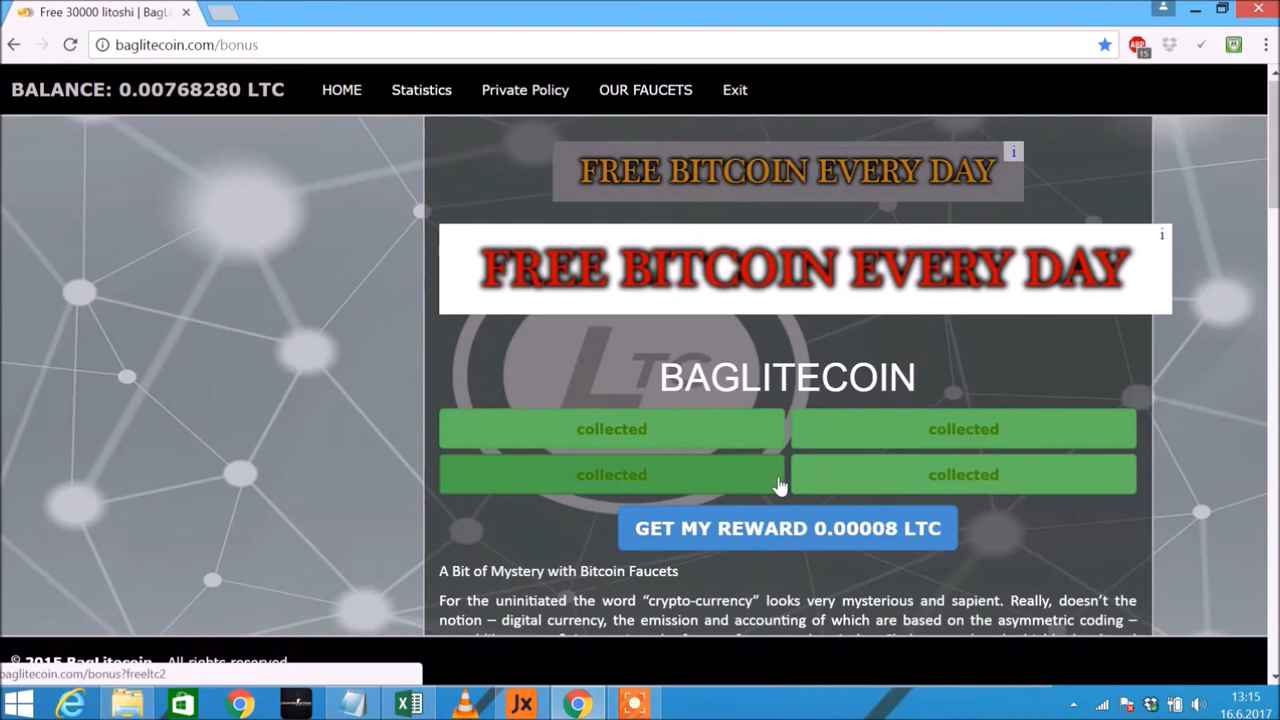 Free 30000 litoshi | BagLi
baglitecoin.com/bonus
ABP
15
BALANCE: 0.00768280 LTC HOME Statistics Private Policy OUR FAUCETS Exit
FREE BITCOIN EVERY DAY
i
FREE BITCOIN EVERY DAY
i
LTC
BAGLITECOIN
collected collected
collected collected
GET MY REWARD 0.00008 LTC
A Bit of Mystery with Bitcoin Faucets
For the uninitiated the word “crypto-currency” looks very mysterious and sapient. Really, doesn’t the
notion – digital currency, the emission and accounting of which are based on the asymmetric coding –
© 2015 BagLitecoin All rights reserved
baglitecoin.com/bonus?freeltc2
Jx
13:15
16.6.2017